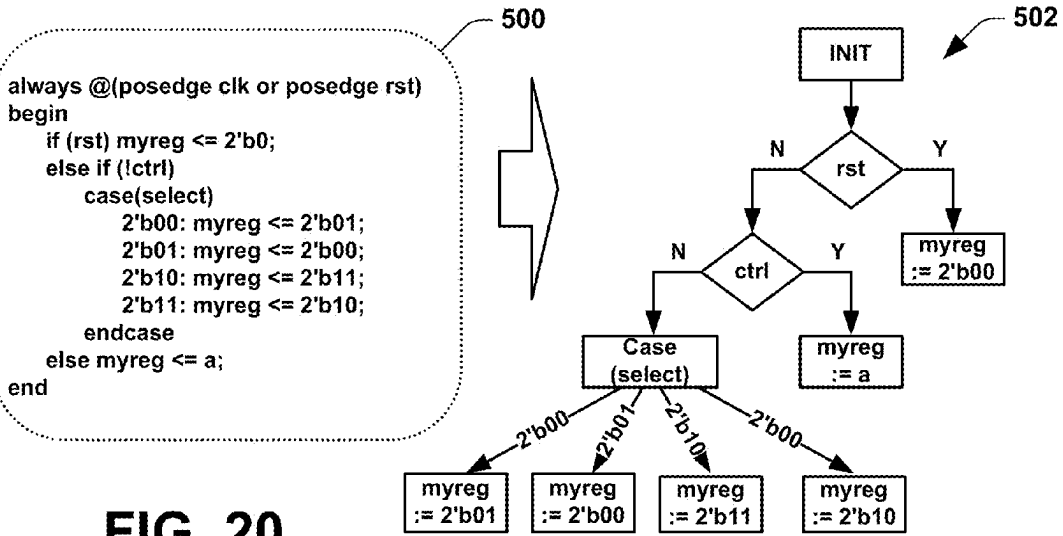 500
always @(posedge clk or posedge rst)
begin
if (rst) myreg <= 2'b0;
else if (!ctrl)
case(select)
2'b00: myreg <= 2'b01;
2'b01: myreg <= 2'b00;
2'b10: myreg <= 2'b11;
2'b11: myreg <= 2'b10;
endcase
else myreg <= a;
end
502
INIT
N
rst
Y
myreg
:= 2'b00
N
ctrl
Y
Case
(select)
myreg
:= a
2'b00
2'b01
2'b10
2'b00
myreg
:= 2'b01
myreg
:= 2'b00
myreg
:= 2'b11
myreg
:= 2'b10
FIG. 20